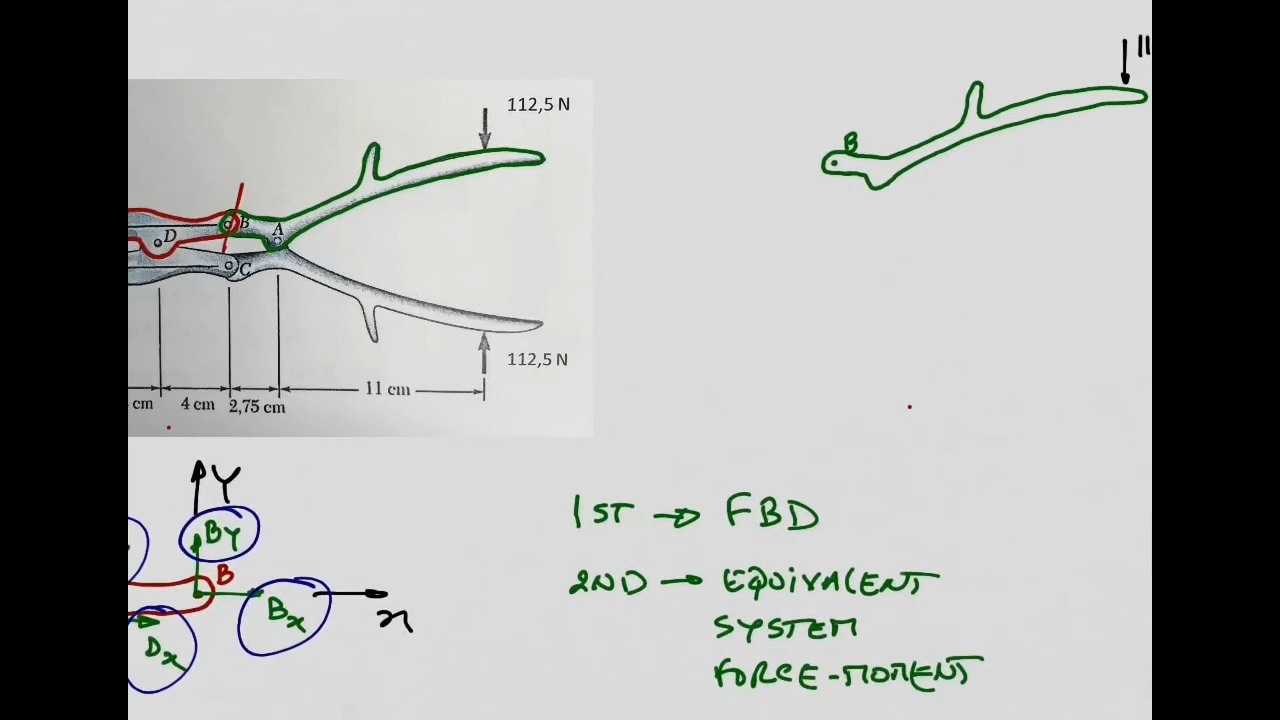 11
112,5 N
B
B
A
D
C
112,5 N
11 cm
cm
4 cm
2,75 cm
Y
By
B
Bx
x
Dx
1ST → FBD
2ND → EQUIVALENT
SYSTEM
FORCE-MOMENT